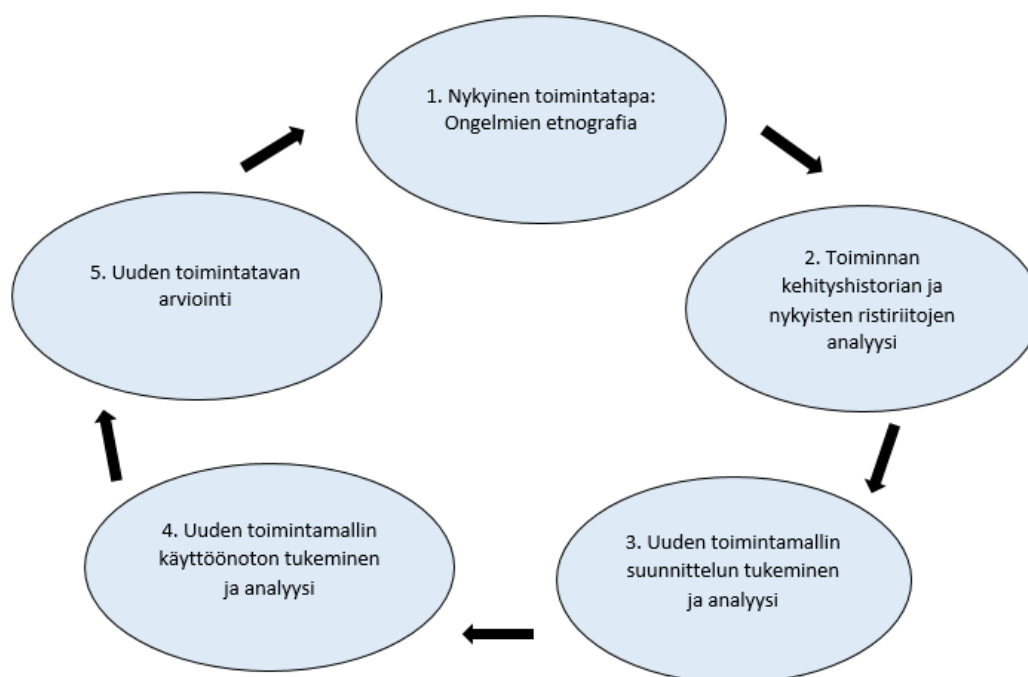 1. Nykyinen toimintatapa:
Ongelmien etnografia
2. Toiminnan
kehityshistorian ja
nykyisten ristiriitojen
analyysi
3. Uuden toimintamallin
suunnittelun tukeminen
ja analyysi
4. Uuden toimintamallin
käyttöönoton tukeminen
ja analyysi
5. Uuden toimintatavan
arviointi